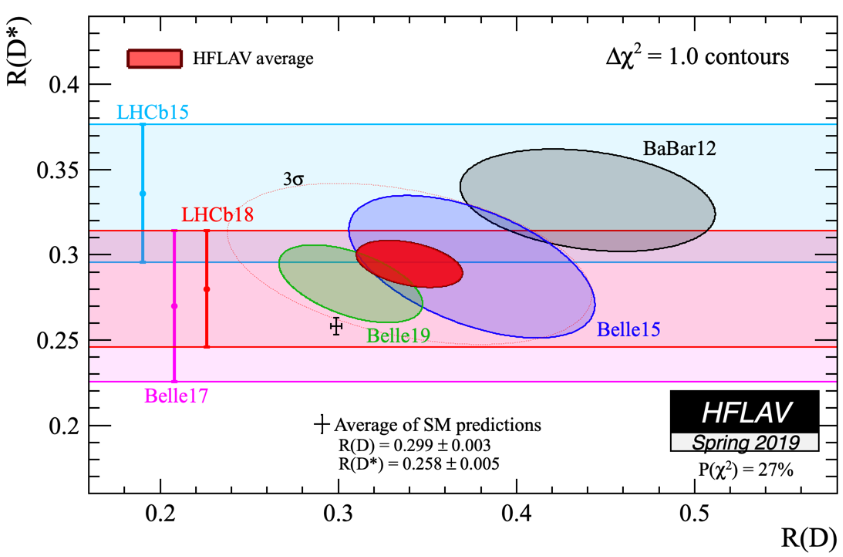 HFLAV average
Δχ² = 1.0 contours
R(D*)
0.4
0.35
0.3
0.25
0.2
LHCb15
BaBar12
3σ
LHCb18
Belle19
Belle15
Belle17
Average of SM predictions
R(D) = 0.299 ± 0.003
R(D*) = 0.258 ± 0.005
HFLAV
Spring 2019
P(χ²) = 27%
0.2
0.3
0.4
0.5
R(D)